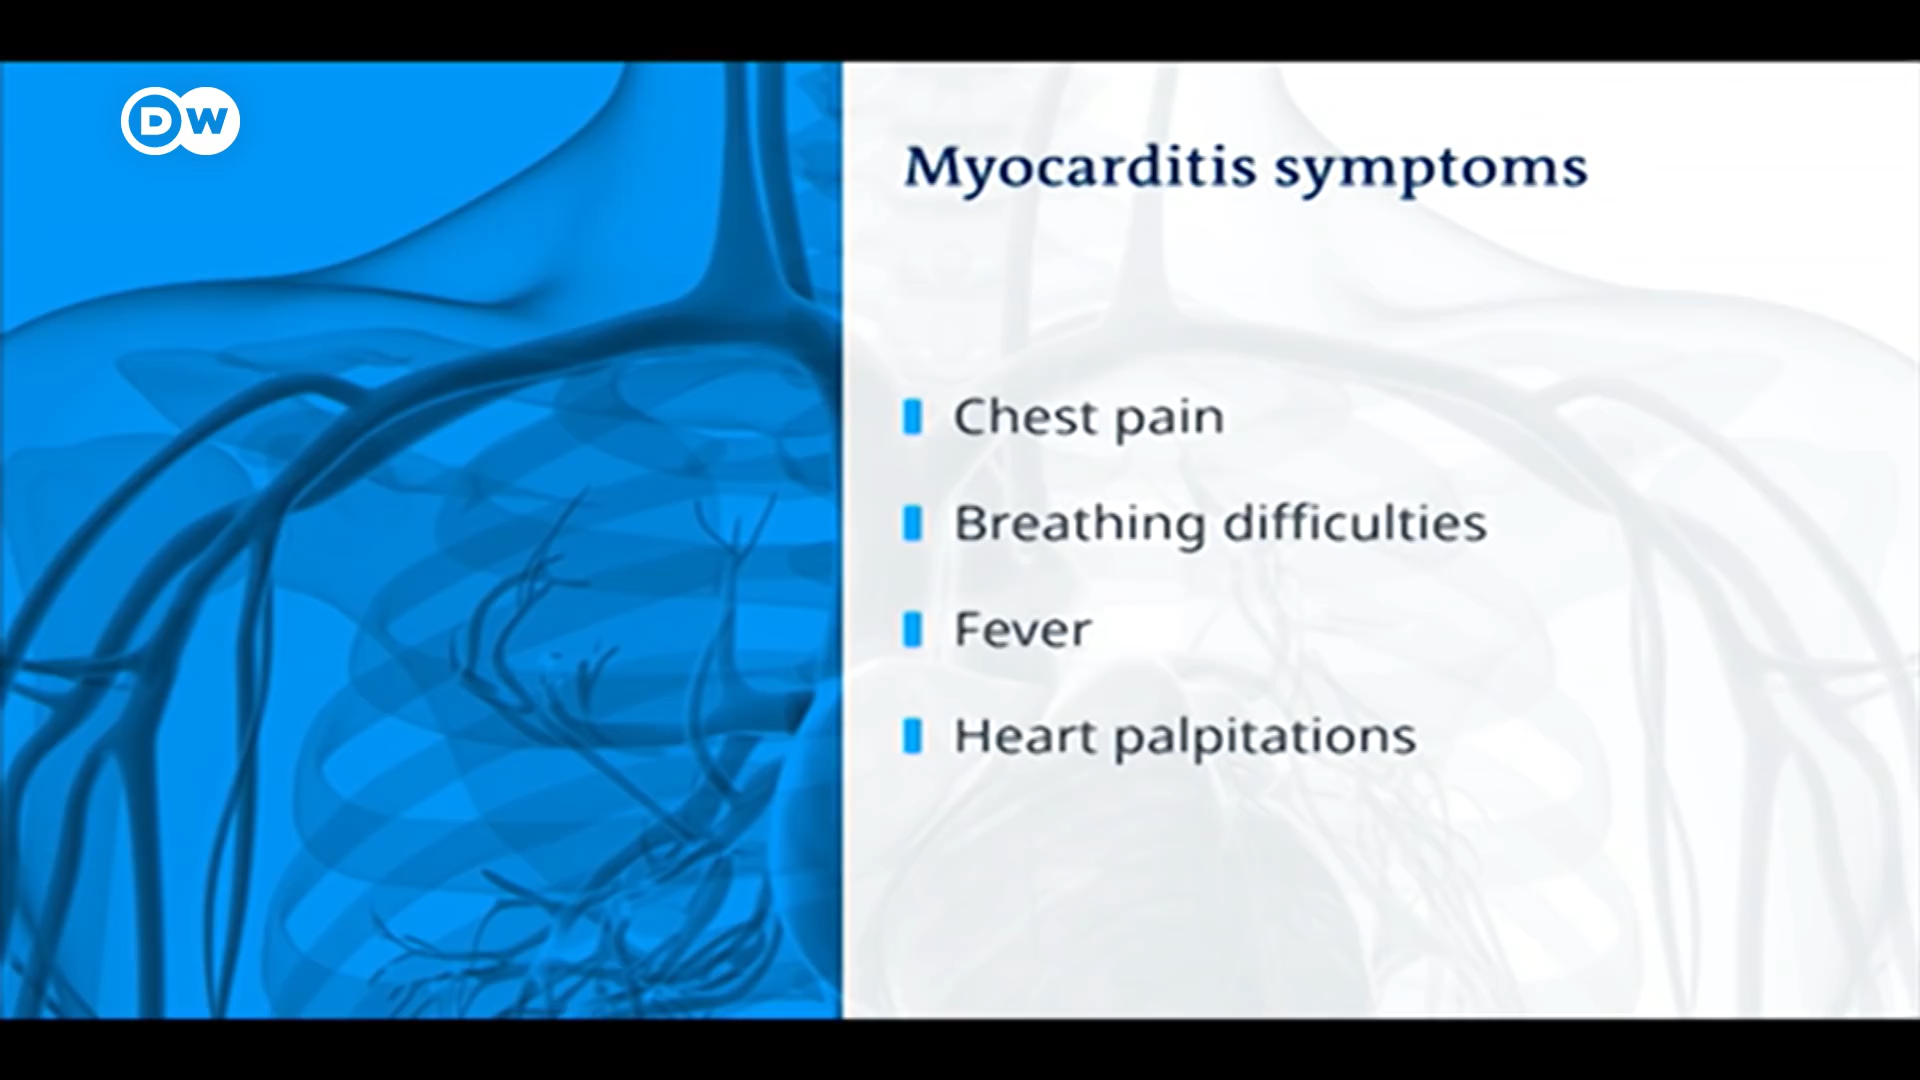 DW
Myocarditis symptoms
Chest pain
Breathing difficulties
Fever
Heart palpitations